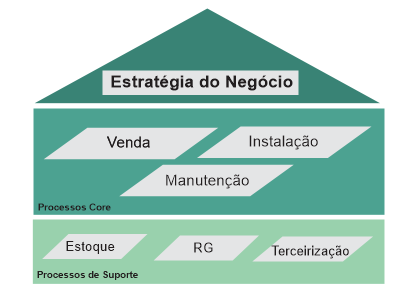 Estratégia do Negócio
Venda
Instalação
Manutenção
Processos Core
Estoque
RG
Terceirização
Processos de Suporte